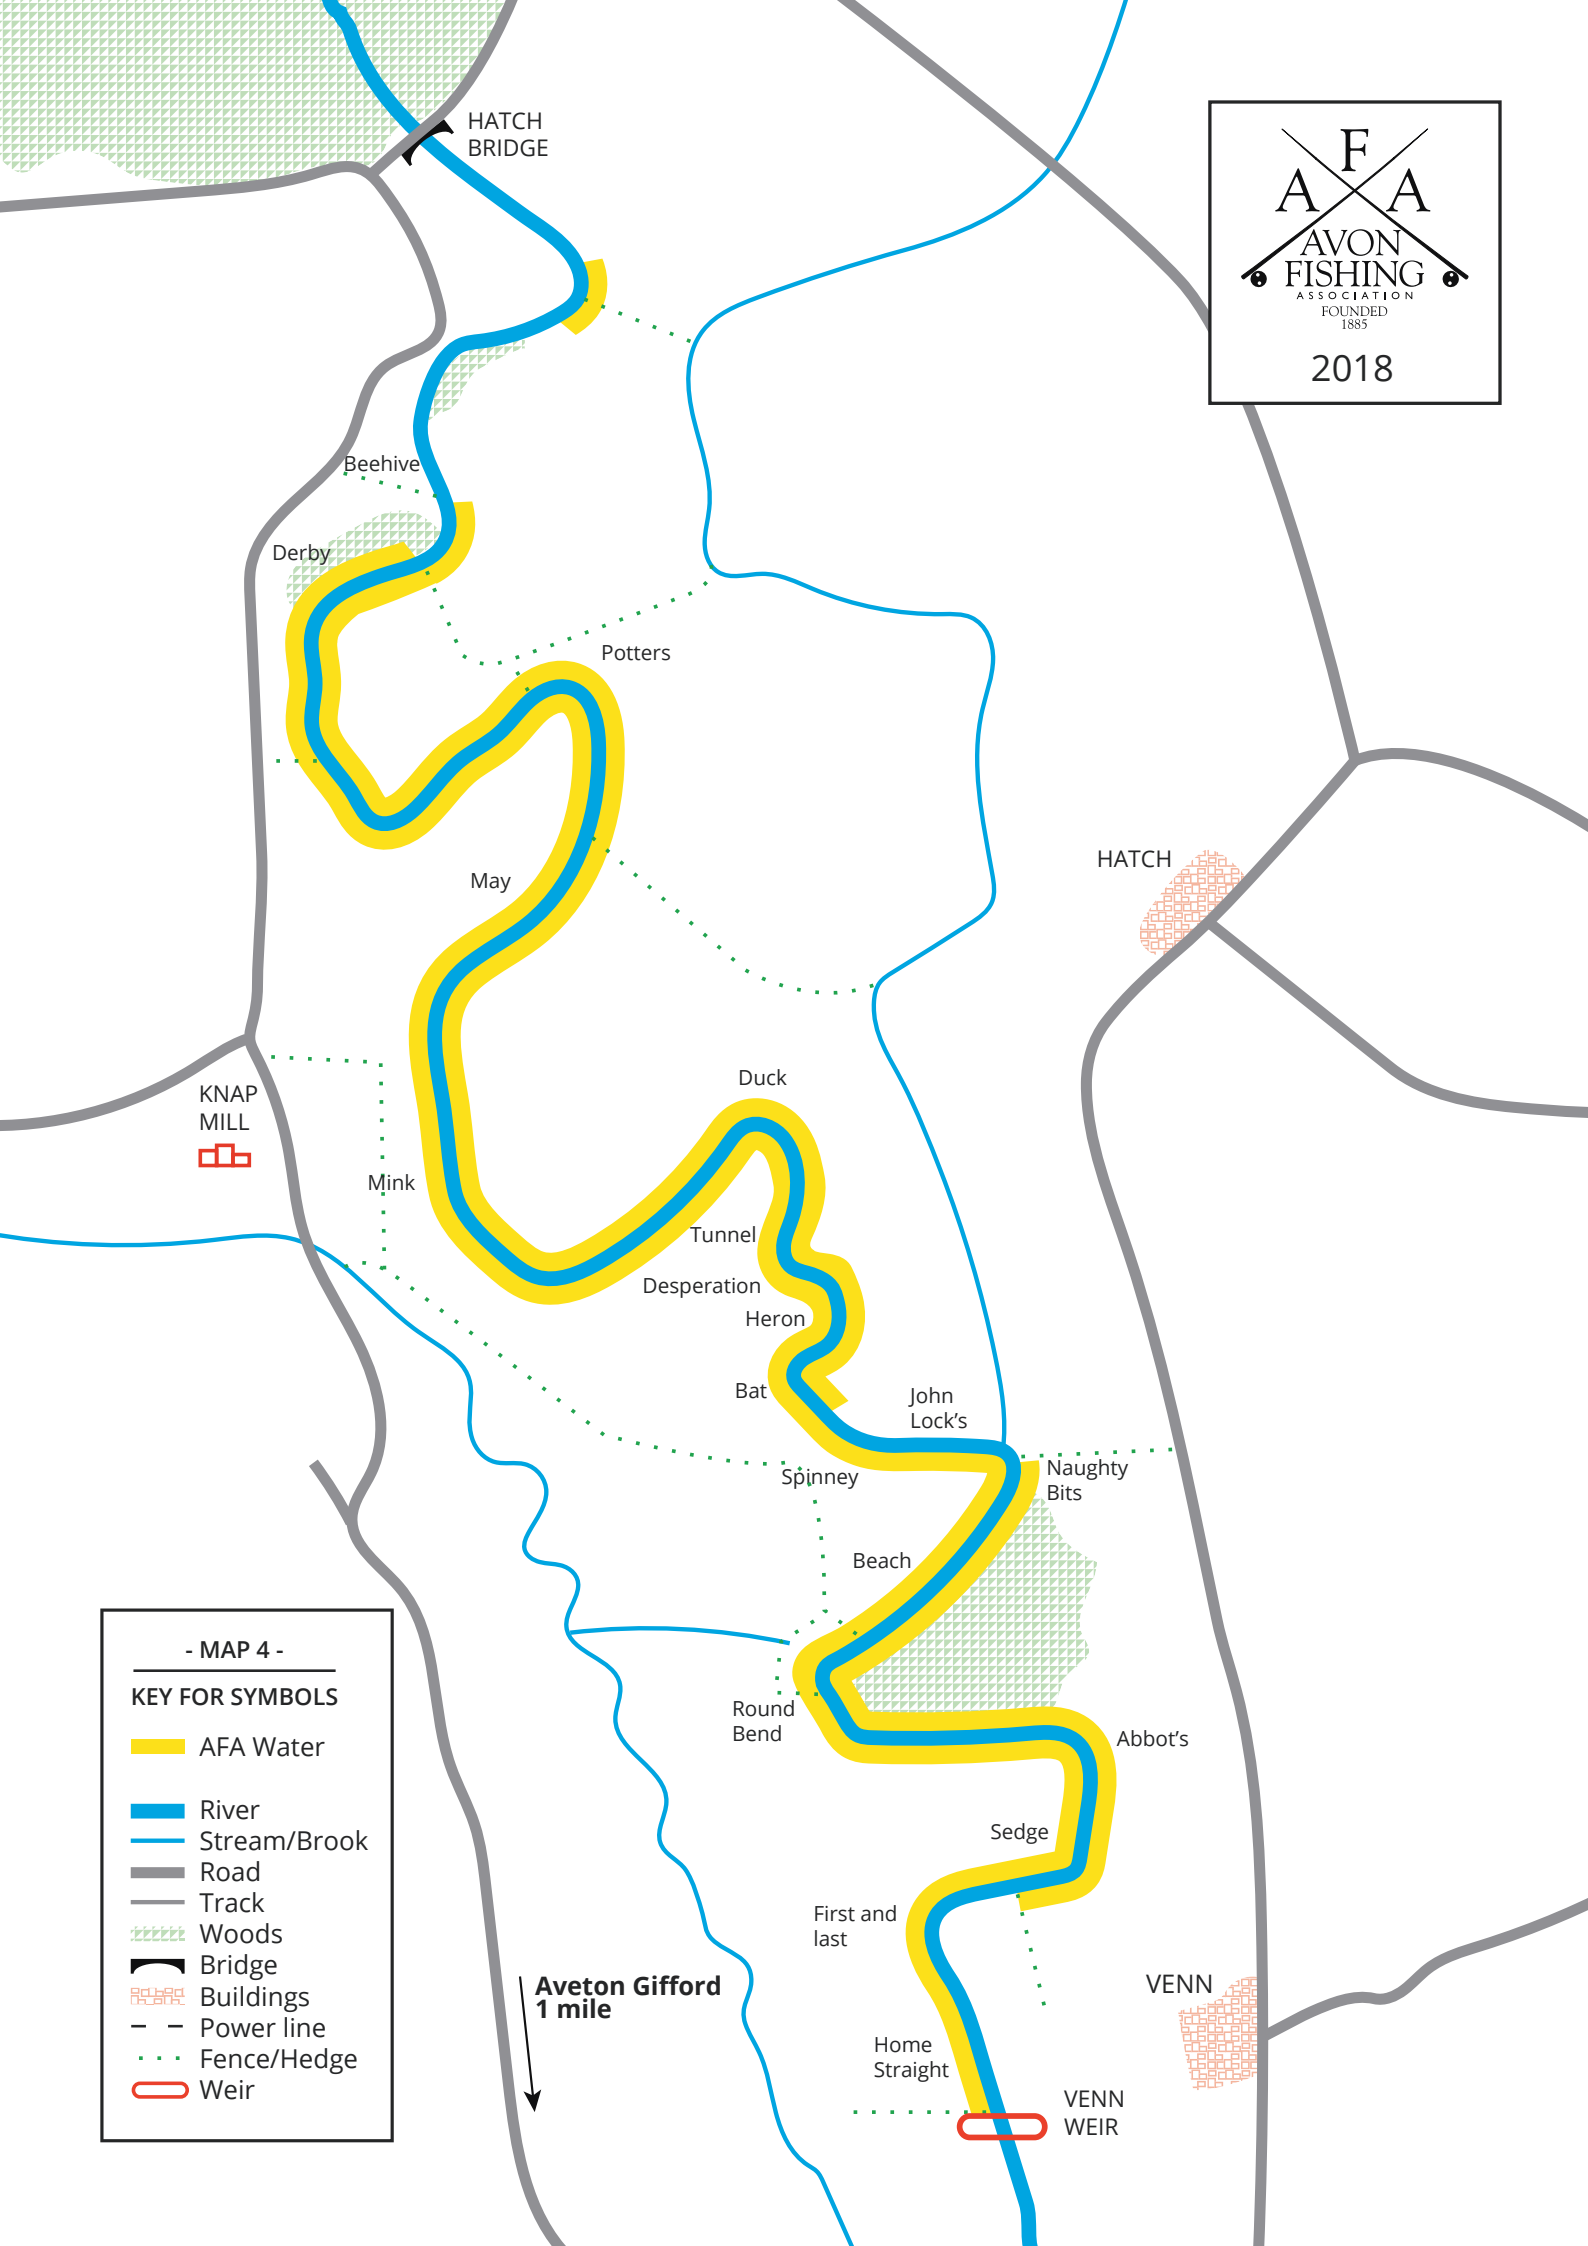 HATCH
BRIDGE
F
A A
AVON
FISHING
ASSOCIATION
FOUNDED
1885
2018
Beehive
Derby
Potters
May
HATCH
KNAP
MILL
Duck
Mink
Tunnel
Desperation
Heron
Bat
John
Lock's
Spinney
Naughty
Bits
Beach
Round
Bend
Abbot's
Sedge
First and
last
Home
Straight
VENN
VENN
WEIR
Aveton Gifford
1 mile
- MAP 4 -
KEY FOR SYMBOLS
AFA Water
River
Stream/Brook
Road
Track
Woods
Bridge
Buildings
Power line
Fence/Hedge
Weir